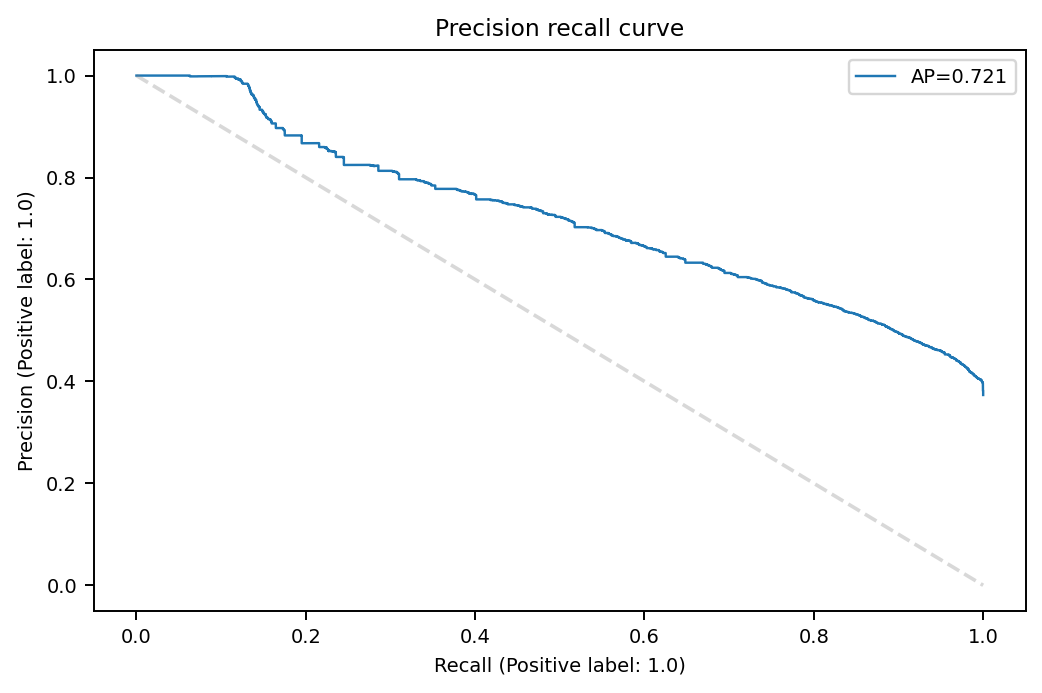 Precision recall curve
AP=0.721
Precision (Positive label: 1.0)
1.0
0.8
0.6
0.4
0.2
0.0
0.0 0.2 0.4 0.6 0.8 1.0
Recall (Positive label: 1.0)